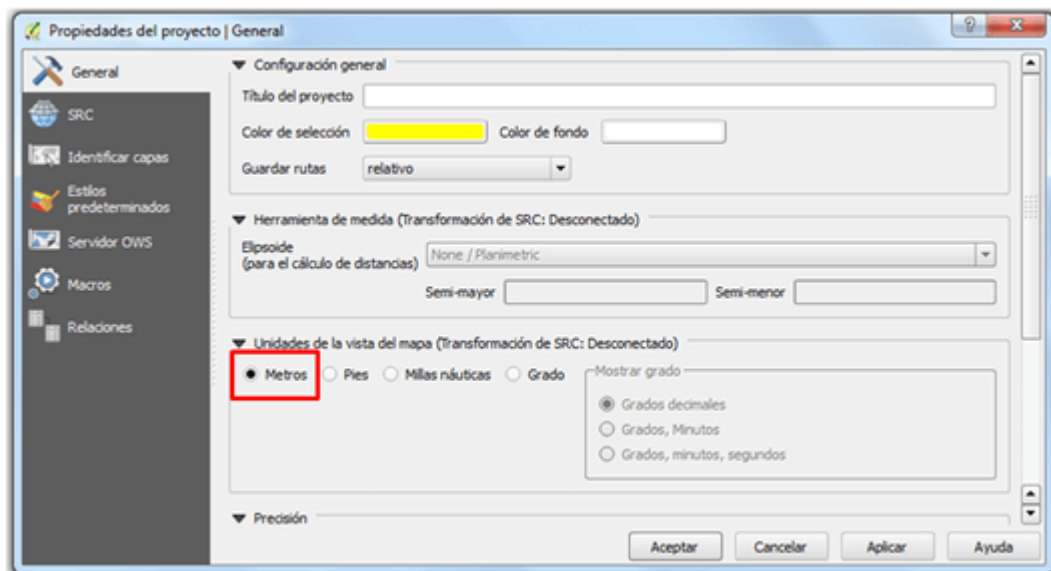 Propiedades del proyecto | General
General
SRC
Identificar capas
Estilos
predeterminados
Servidor OWS
Macros
Relaciones
Configuración general
Título del proyecto
Color de selección Color de fondo
Guardar rutas relativo
Herramienta de medida (Transformación de SRC: Desconectado)
Elipsoide
(para el cálculo de distancias) None / Planimetric
Semi-mayor Semi-menor
Unidades de la vista del mapa (Transformación de SRC: Desconectado)
Metros Pies Millas náuticas Grado
Mostrar grado
Grados decimales
Grados, Minutos
Grados, minutos, segundos
Precisión
Aceptar Cancelar Aplicar Ayuda